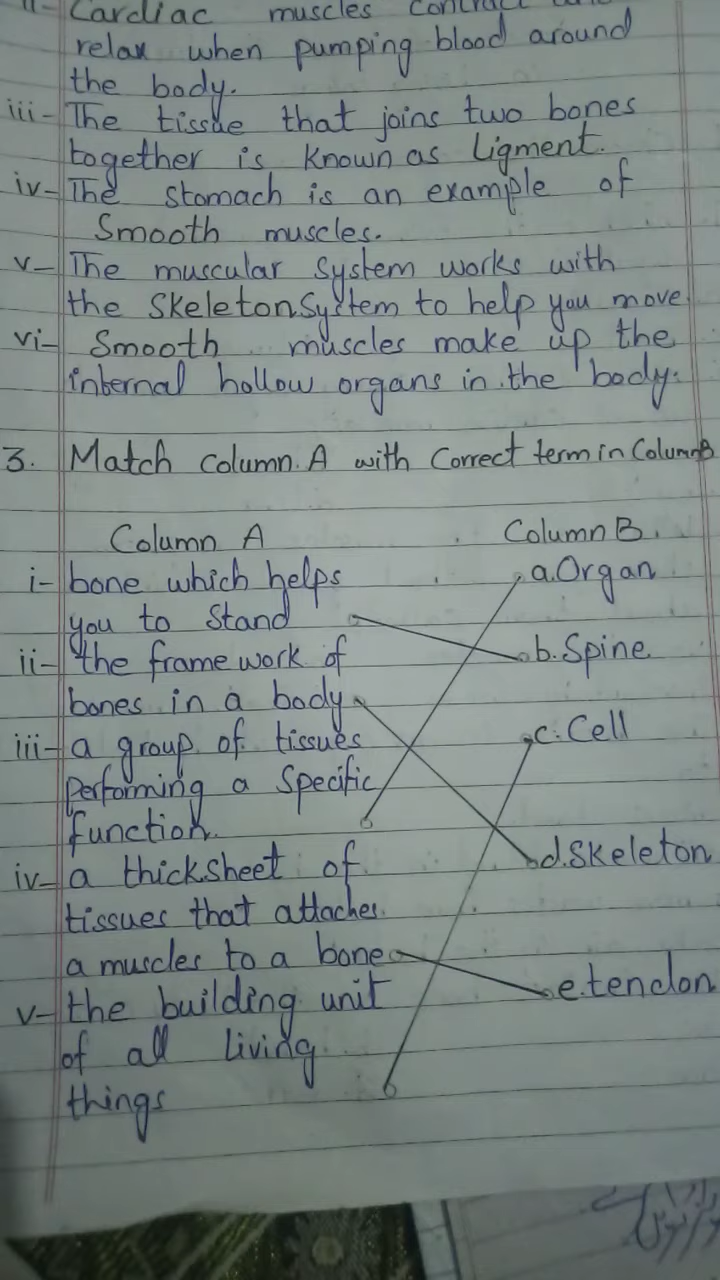 ii- Cardiac muscles contract and
relax when pumping blood around
the body.
iii- The tissue that joins two bones
together is known as Ligment.
iv- The stomach is an example of
Smooth muscles.
v- The muscular system works with
the Skeleton System to help you move
vi- Smooth muscles make up the
internal hollow organs in the body.
3. Match column A with Correct term in Column B
Column A Column B.
i- bone which helps a. Organ
you to Stand
ii- the frame work of b. Spine
bones in a body
iii- a group of tissues c. Cell
Performing a Specific
function.
iv- a thick sheet of d. Skeleton
tissues that attaches
a muscles to a bone
v- the building unit e. tendon
of all living
things